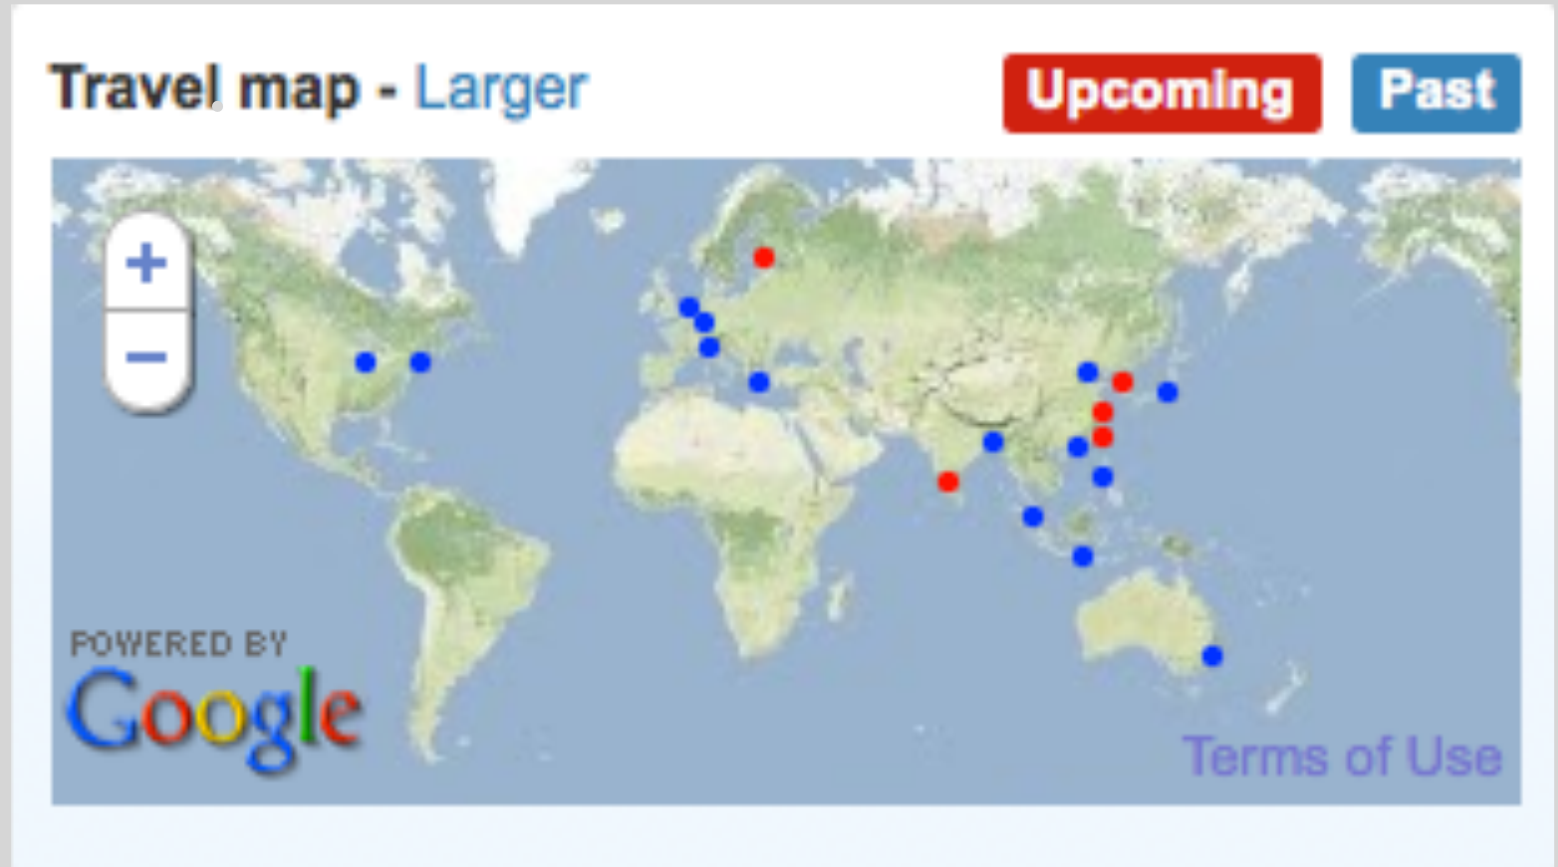 Travel map - Larger
Upcoming
Past
+
−
POWERED BY
Google
Terms of Use